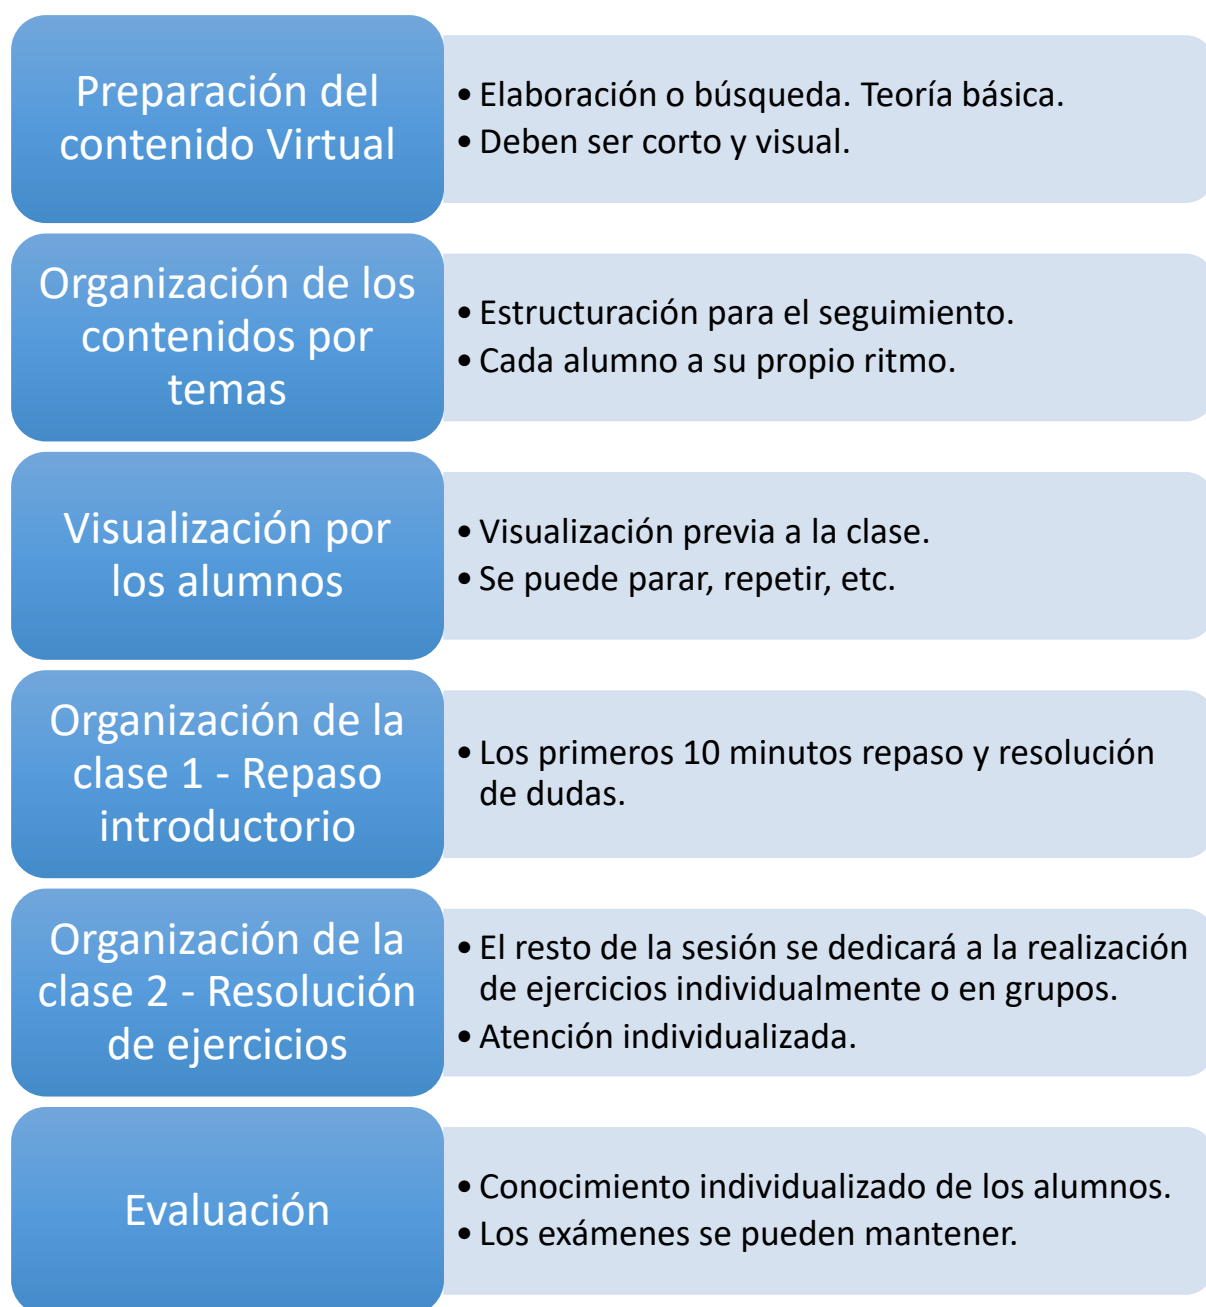 Preparación del
contenido Virtual
• Elaboración o búsqueda. Teoría básica.
• Deben ser corto y visual.
Organización de los
contenidos por
temas
• Estructuración para el seguimiento.
• Cada alumno a su propio ritmo.
Visualización por
los alumnos
• Visualización previa a la clase.
• Se puede parar, repetir, etc.
Organización de la
clase 1 - Repaso
introductorio
• Los primeros 10 minutos repaso y resolución
de dudas.
Organización de la
clase 2 - Resolución
de ejercicios
• El resto de la sesión se dedicará a la realización
de ejercicios individualmente o en grupos.
• Atención individualizada.
Evaluación
• Conocimiento individualizado de los alumnos.
• Los exámenes se pueden mantener.